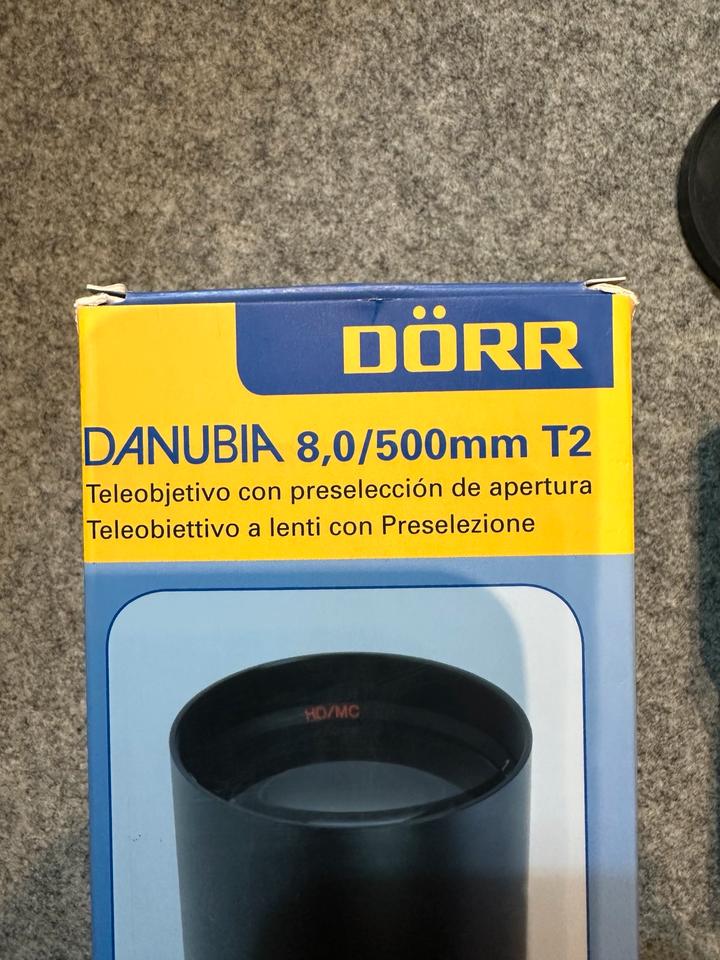 DÖRR
DANUBIA 8,0/500mm T2
Teleobjetivo con preselección de apertura
Teleobiettivo a lenti con Preselezione
HD/MC